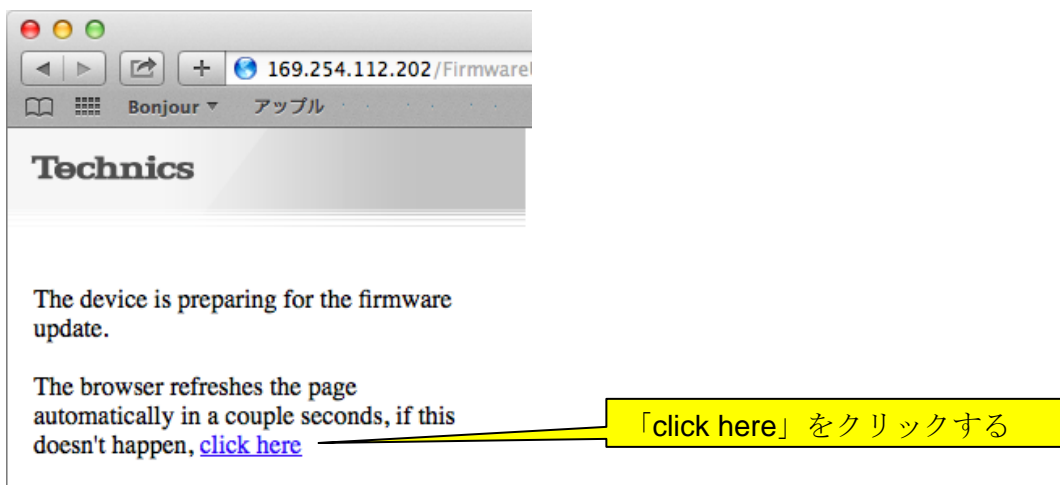 169.254.112.202/Firmware
Bonjour ▼ アップル
Technics
The device is preparing for the firmware
update.
The browser refreshes the page
automatically in a couple seconds, if this
doesn't happen, click here
「click here」をクリックする